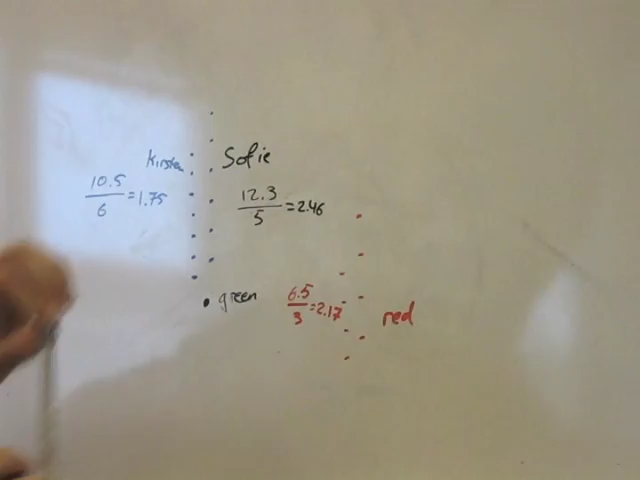 Kirsten
10.5
6
=1.75
Sofie
12.3
5
=2.46
green
6.5
3
=2.17
red